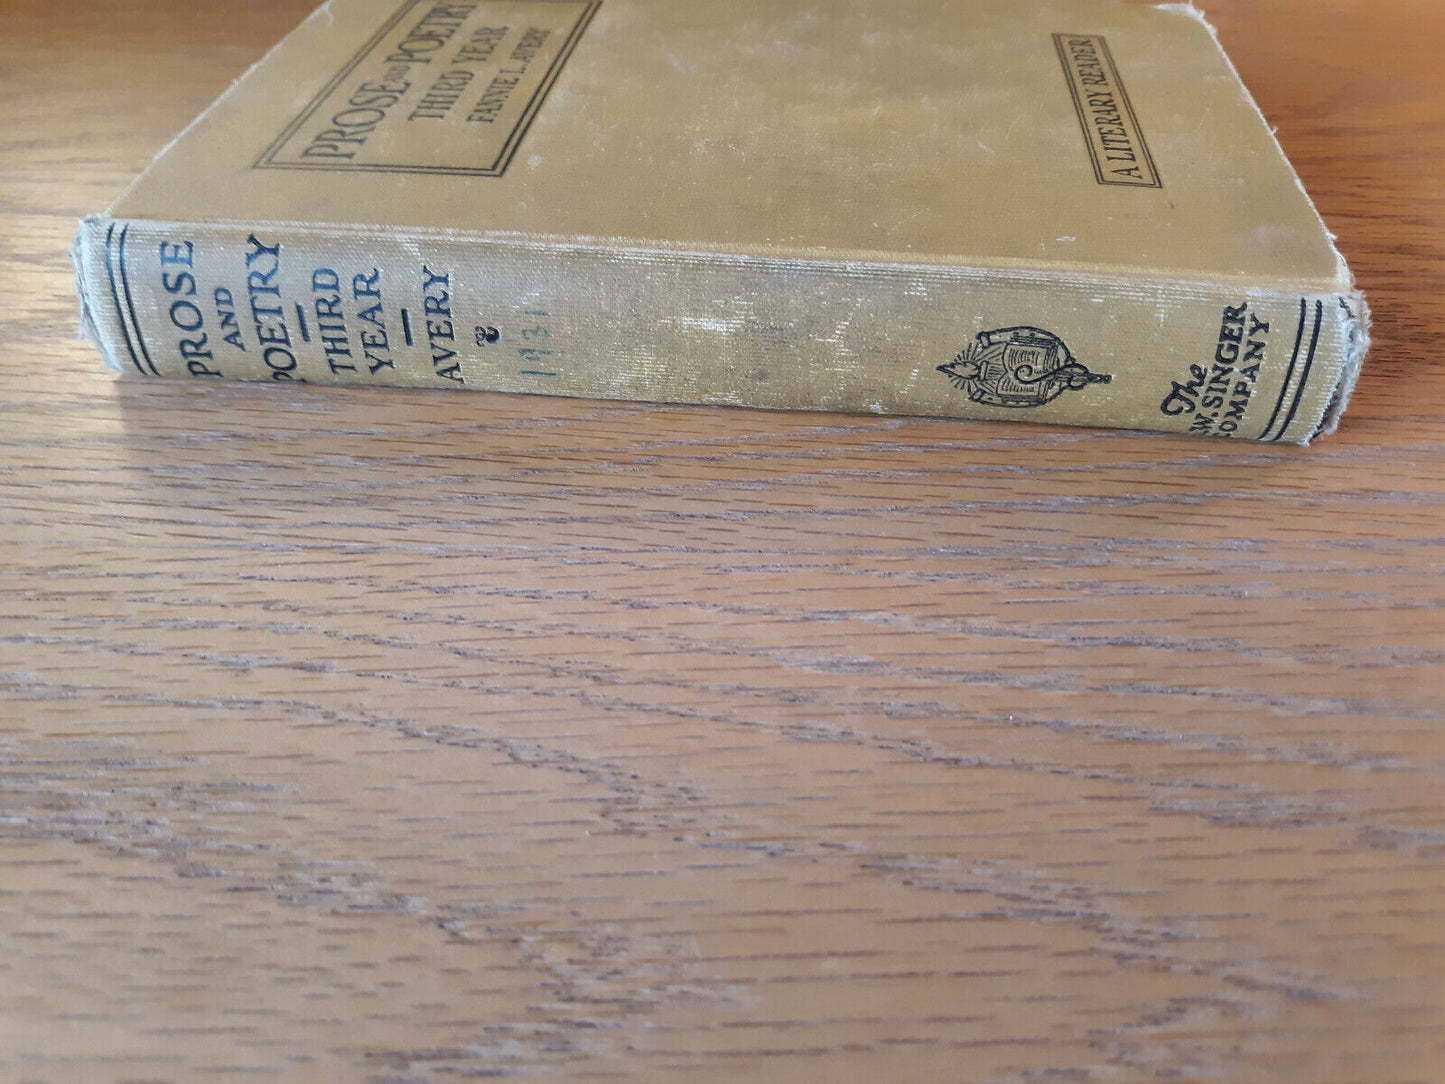 PROSE AND POETRY
THIRD YEAR
FANNIE L. AVERY
A LITERARY READER
PROSE
AND
POETRY
THIRD
YEAR
AVERY
1931
The
W. SINGER
COMPANY